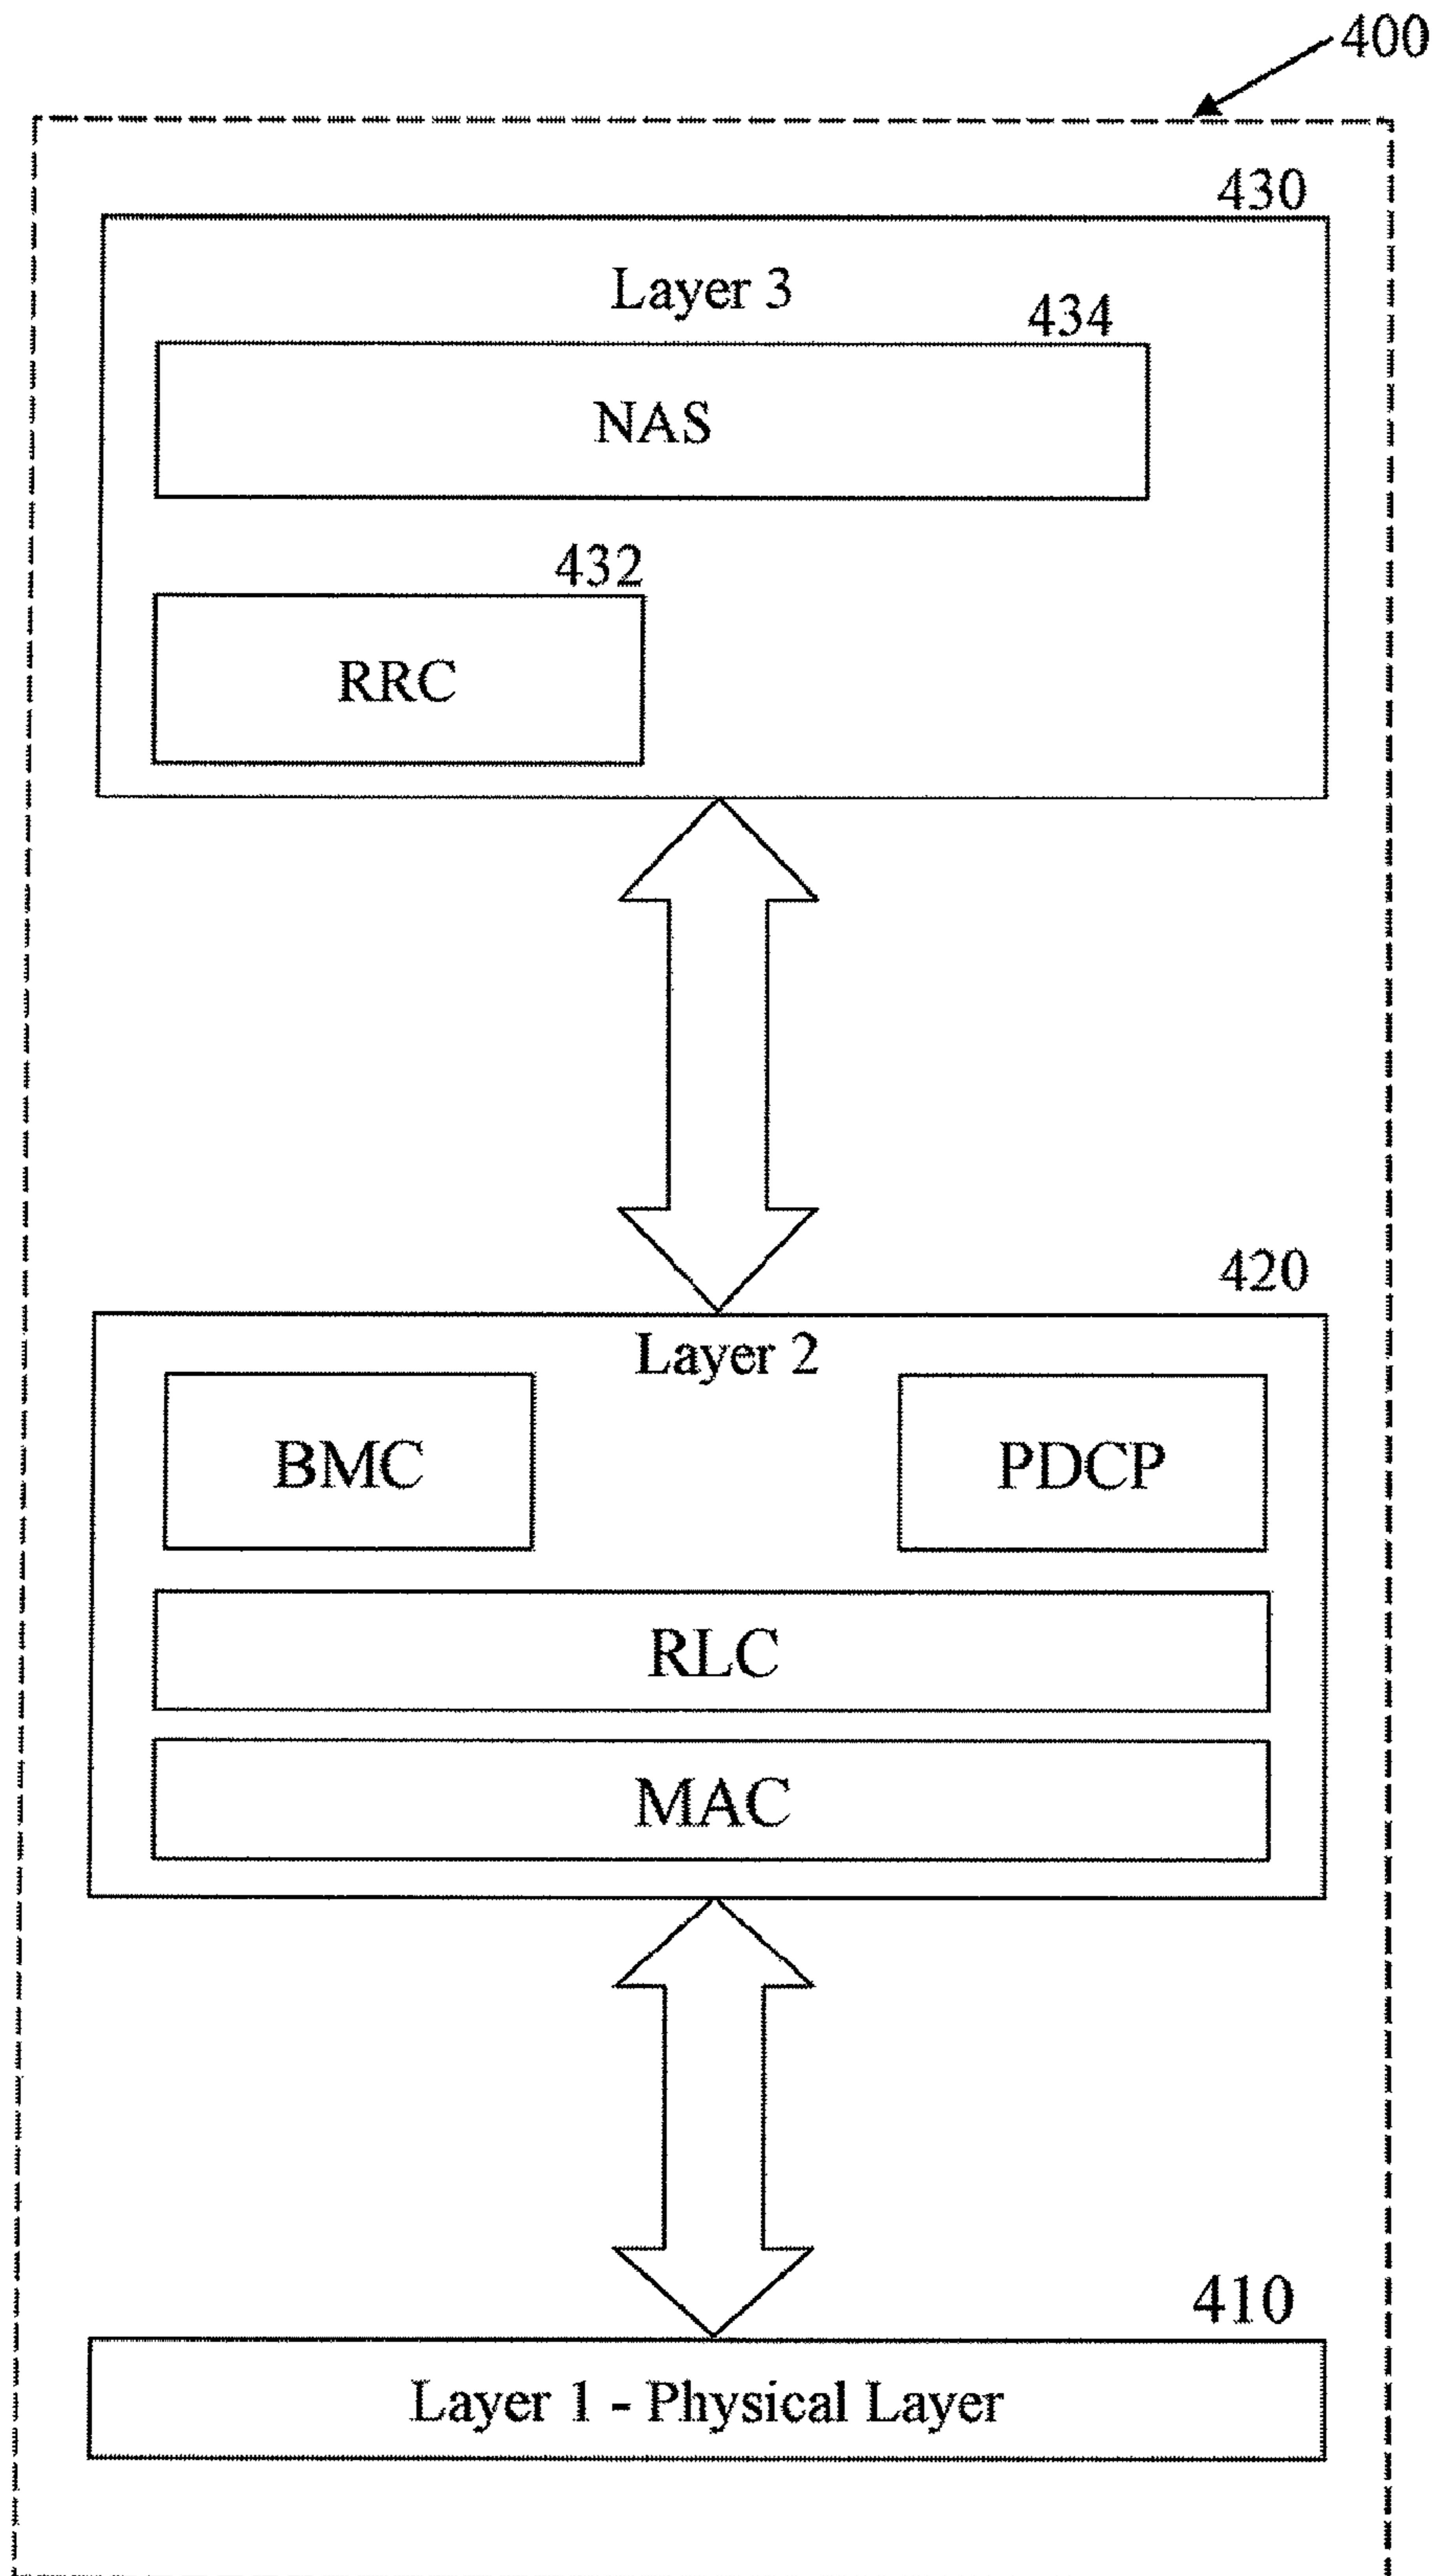 400
430
Layer 3
434
NAS
432
RRC
420
Layer 2
BMC
PDCP
RLC
MAC
410
Layer 1 - Physical Layer